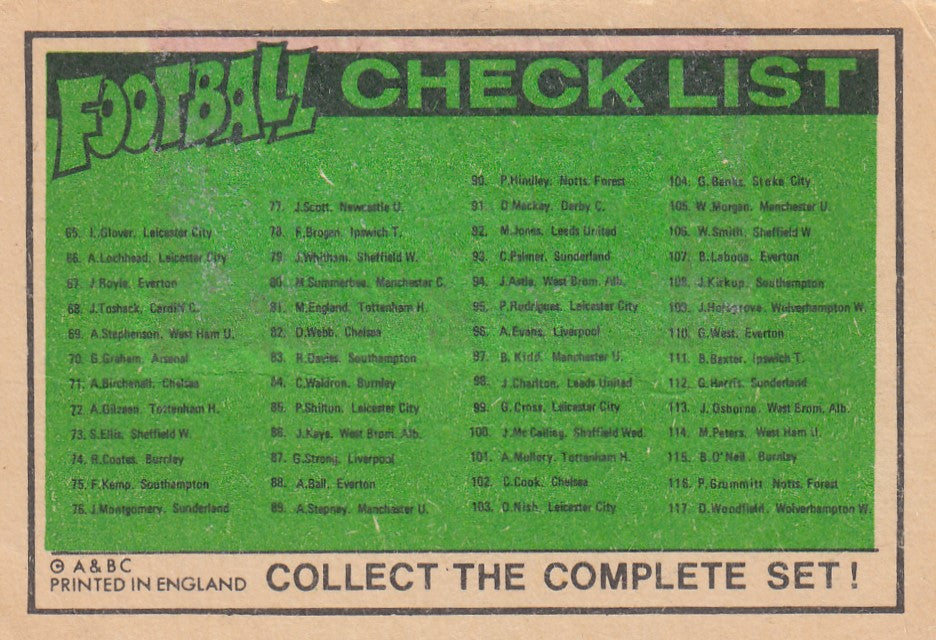 FOOTBALL CHECK LIST
65. L.Glover. Leicester City
66. A.Lochhead. Leicester City
67. J.Royle. Everton
68. J.Toshack. Cardiff C.
69. A.Stephenson. West Ham U.
70. G.Graham. Arsenal
71. A.Birchenall. Chelsea
72. A.Gilzean. Tottenham H.
73. S.Ellis. Sheffield W.
74. R.Coates. Burnley
75. F.Kemp. Southampton
76. J.Montgomery. Sunderland
77. J.Scott. Newcastle U.
78. F.Brogan. Ipswich T.
79. J.Whitham. Sheffield W.
80. M.Summerbee. Manchester C.
81. M.England. Tottenham H.
82. D.Webb. Chelsea
83. R.Davies. Southampton
84. C.Waldron. Burnley
85. P.Shilton. Leicester City
86. J.Kaye. West Brom. Alb.
87. G.Strong. Liverpool
88. A.Ball. Everton
89. A.Stepney. Manchester U.
90. P.Hindley. Notts. Forest
91. D.Mackay. Derby C.
92. M.Jones. Leeds United
93. C.Palmer. Sunderland
94. J.Astle. West Brom. Alb.
95. P.Rodrigues. Leicester City
96. A.Evans. Liverpool
97. B. Kidd. Manchester U.
98. J.Charlton. Leeds United
99. G.Cross. Leicester City
100. J.McCalliog. Sheffield Wed.
101. A.Mullery. Tottenham H.
102. C.Cook. Chelsea
103. D.Nish. Leicester City
104. G.Banks. Stoke City
105. W.Morgan. Manchester U.
106. W.Smith. Sheffield W
107. B.Labone. Everton
108. J.Kirkup. Southampton
109. J.Holsgrove. Wolverhampton W.
110. G.West. Everton
111. B.Baxter. Ipswich T.
112. G.Harris. Sunderland
113. J. Osborne. West Brom. Alb.
114. M.Peters. West Ham U.
115. B.O'Neil. Burnley
116. P.Grummitt Notts. Forest
117. D.Woodfield. Wolverhampton W.
© A & BC
PRINTED IN ENGLAND
COLLECT THE COMPLETE SET!